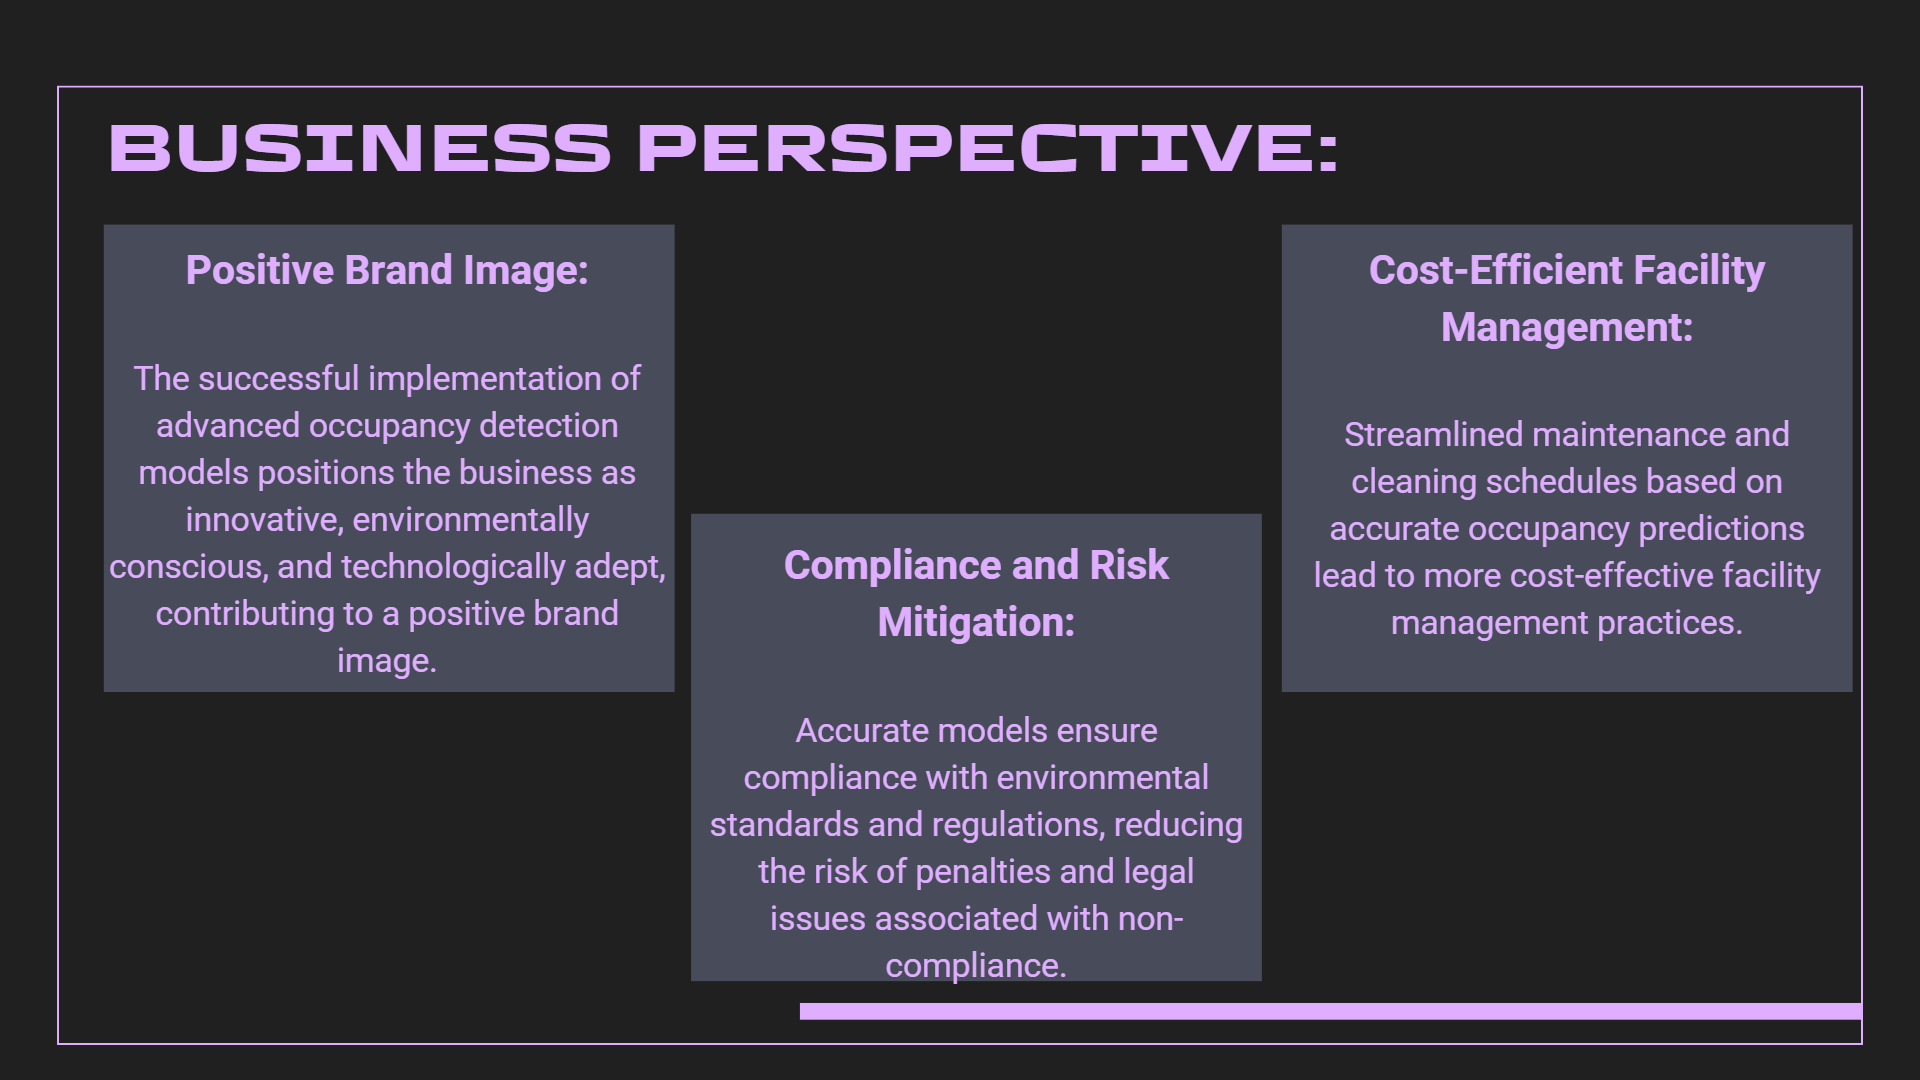 BUSINESS PERSPECTIVE:
Positive Brand Image:
The successful implementation of
advanced occupancy detection
models positions the business as
innovative, environmentally
conscious, and technologically adept,
contributing to a positive brand
image.
Compliance and Risk
Mitigation:
Accurate models ensure
compliance with environmental
standards and regulations, reducing
the risk of penalties and legal
issues associated with non-
compliance.
Cost-Efficient Facility
Management:
Streamlined maintenance and
cleaning schedules based on
accurate occupancy predictions
lead to more cost-effective facility
management practices.